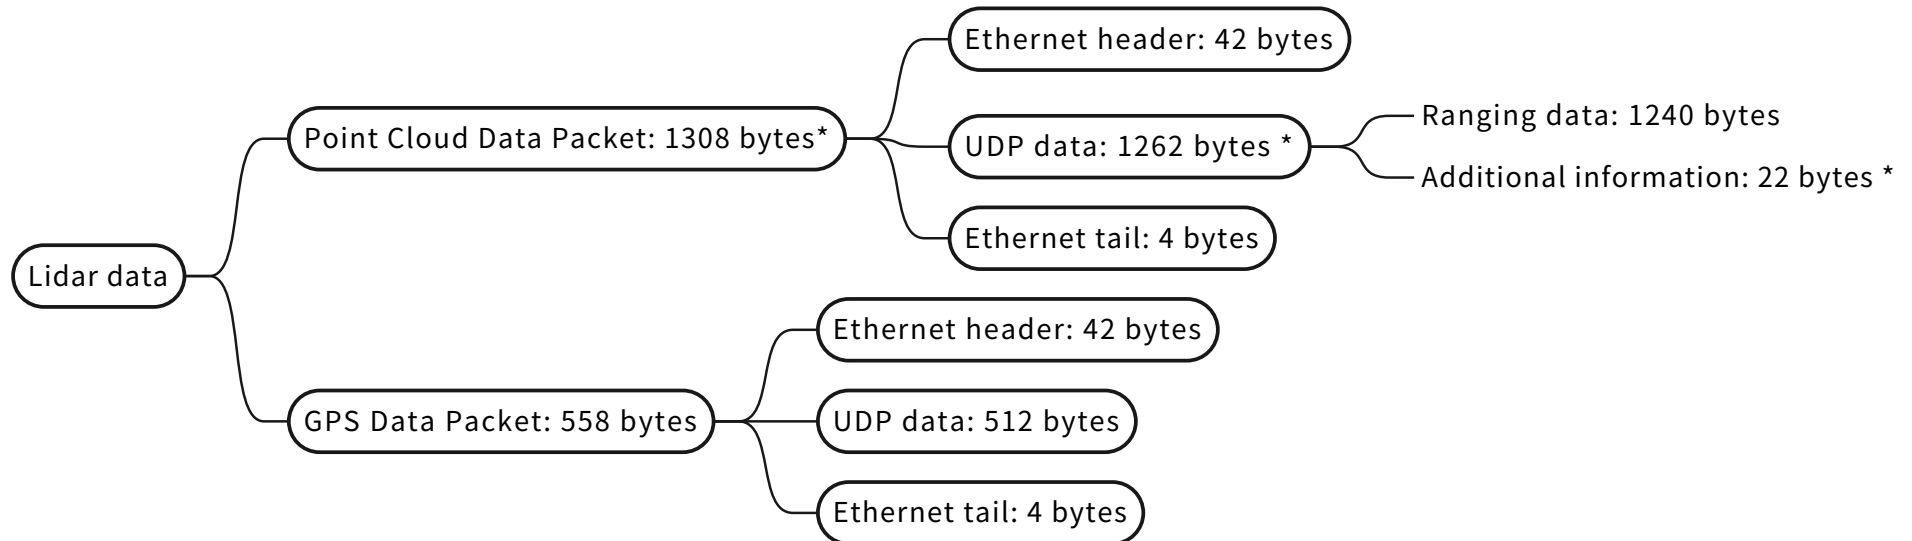 Lidar data
Point Cloud Data Packet: 1308 bytes*
Ethernet header: 42 bytes
UDP data: 1262 bytes *
Ranging data: 1240 bytes
Additional information: 22 bytes *
Ethernet tail: 4 bytes
GPS Data Packet: 558 bytes
Ethernet header: 42 bytes
UDP data: 512 bytes
Ethernet tail: 4 bytes